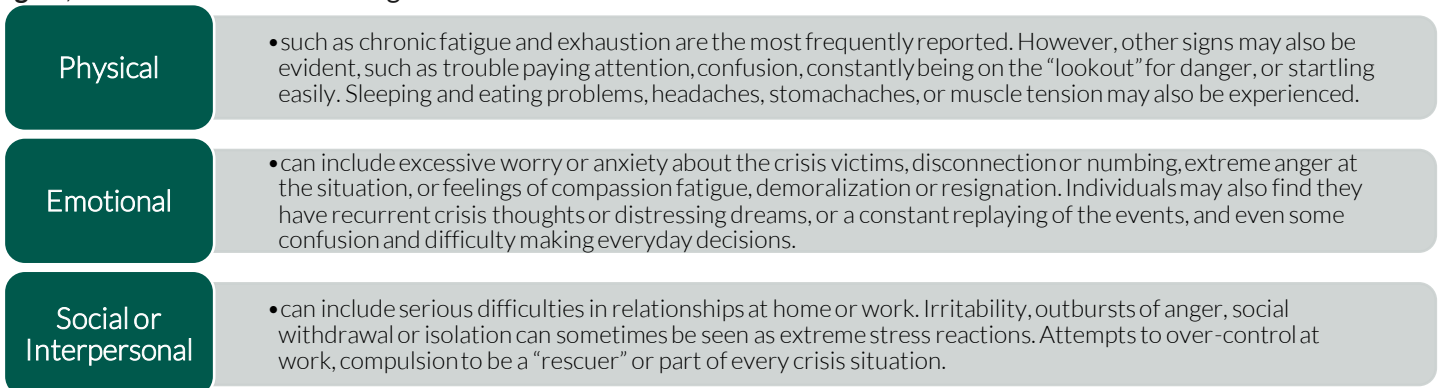 Physical
•such as chronic fatigue and exhaustion are the most frequently reported. However, other signs may also be
evident, such as trouble paying attention, confusion, constantly being on the “lookout” for danger, or startling
easily. Sleeping and eating problems, headaches, stomachaches, or muscle tension may also be experienced.
Emotional
•can include excessive worry or anxiety about the crisis victims, disconnection or numbing, extreme anger at
the situation, or feelings of compassion fatigue, demoralization or resignation. Individuals may also find they
have recurrent crisis thoughts or distressing dreams, or a constant replaying of the events, and even some
confusion and difficulty making everyday decisions.
Social or
Interpersonal
•can include serious difficulties in relationships at home or work. Irritability, outbursts of anger, social
withdrawal or isolation can sometimes be seen as extreme stress reactions. Attempts to over-control at
work, compulsion to be a “rescuer” or part of every crisis situation.